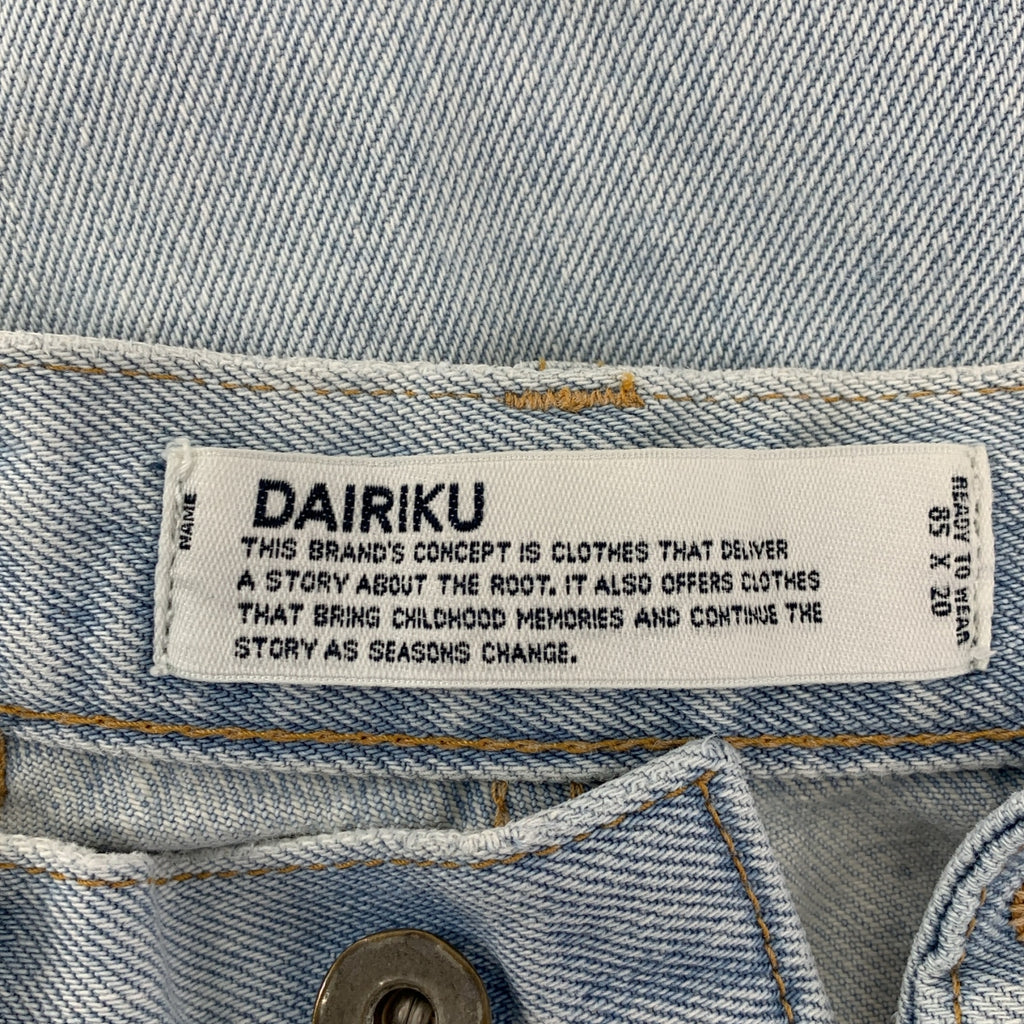 NAME
DAIRIKU
THIS BRAND'S CONCEPT IS CLOTHES THAT DELIVER
A STORY ABOUT THE ROOT. IT ALSO OFFERS CLOTHES
THAT BRING CHILDHOOD MEMORIES AND CONTINUE THE
STORY AS SEASONS CHANGE.
READY TO WEAR
85 X 20